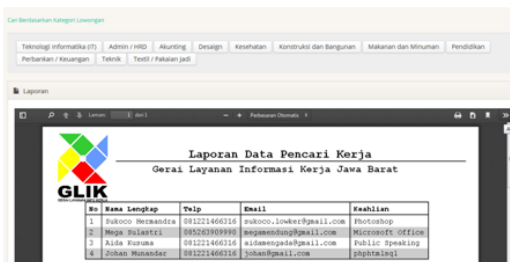 Cari Berdasarkan Kategori Lowongan
Teknologi Informatika (IT) Admin / HRD Akunting Desaign Kesehatan Konstruksi dan Bangunan Makanan dan Minuman Pendidikan
Perbankan / Keuangan Teknik Textil / Pakaian jadi
Laporan
Laman: 1 dari 1 Perbesaran Otomatis
Laporan Data Pencari Kerja
Gerai Layanan Informasi Kerja Jawa Barat
GLIK
No Nama Lengkap Telp Email Keahlian
1 Sukoco Hermandra 081221466316 sukoco.lowker@gmail.com Photoshop
2 Mega Sulastri 085263909990 megamendung@gmail.com Microsoft Office
3 Aida Kusuma 081221466316 aidamengada@gmail.com Public Speaking
4 Johan Munandar 081221466316 johan@gmail.com phphtmlsql